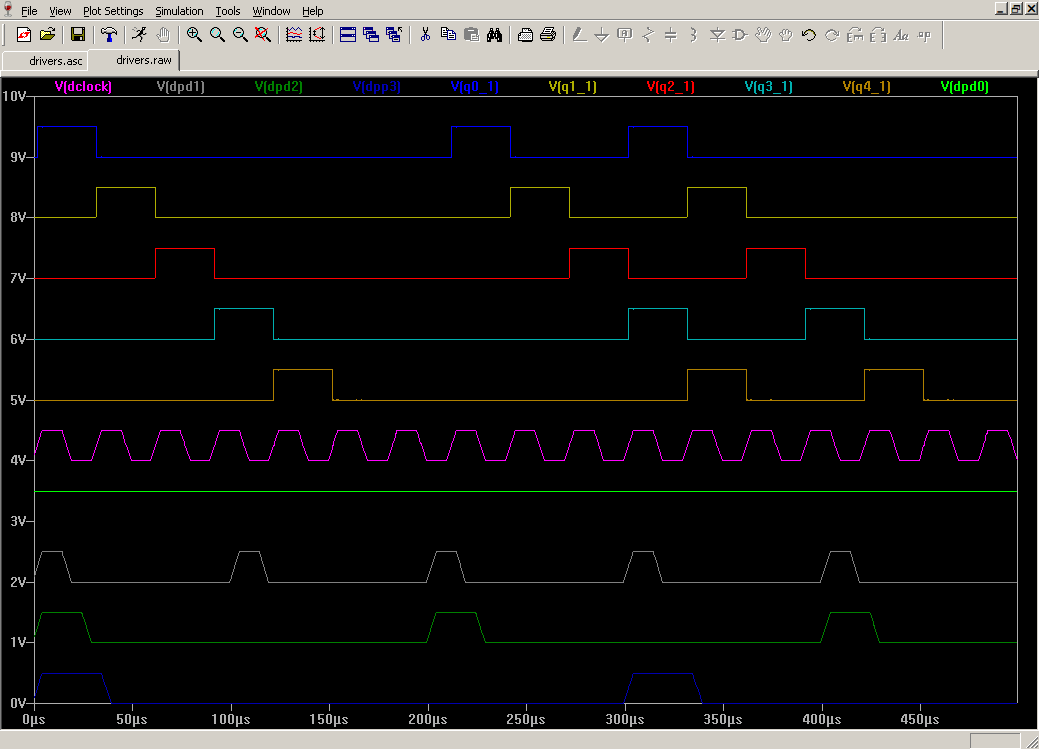 File View Plot Settings Simulation Tools Window Help
drivers.asc drivers.raw
V(dclock) V(dpd1) V(dpd2) V(dpp3) V(q0_1) V(q1_1) V(q2_1) V(q3_1) V(q4_1) V(dpd0)
10V
9V
8V
7V
6V
5V
4V
3V
2V
1V
0V
0µs 50µs 100µs 150µs 200µs 250µs 300µs 350µs 400µs 450µs